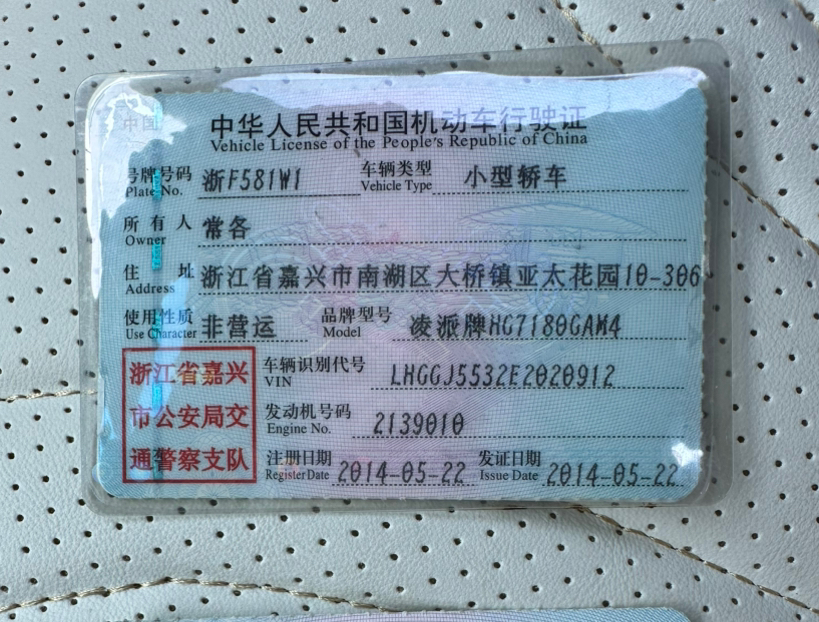 中国
中华人民共和国机动车行驶证
Vehicle License of the People's Republic of China
号牌号码 浙F581W1 车辆类型 小型轿车
Plate No. Vehicle Type
所有人 常各
Owner
住址 浙江省嘉兴市南湖区大桥镇亚太花园10-306
Address
使用性质 非营运 品牌型号 凌派牌HG7180GAM4
Use Character Model
浙江省嘉兴
市公安局交
通警察支队
车辆识别代号 LHGGJ5532E2020912
VIN
发动机号码 2139010
Engine No.
注册日期 2014-05-22 发证日期 2014-05-22
Register Date Issue Date